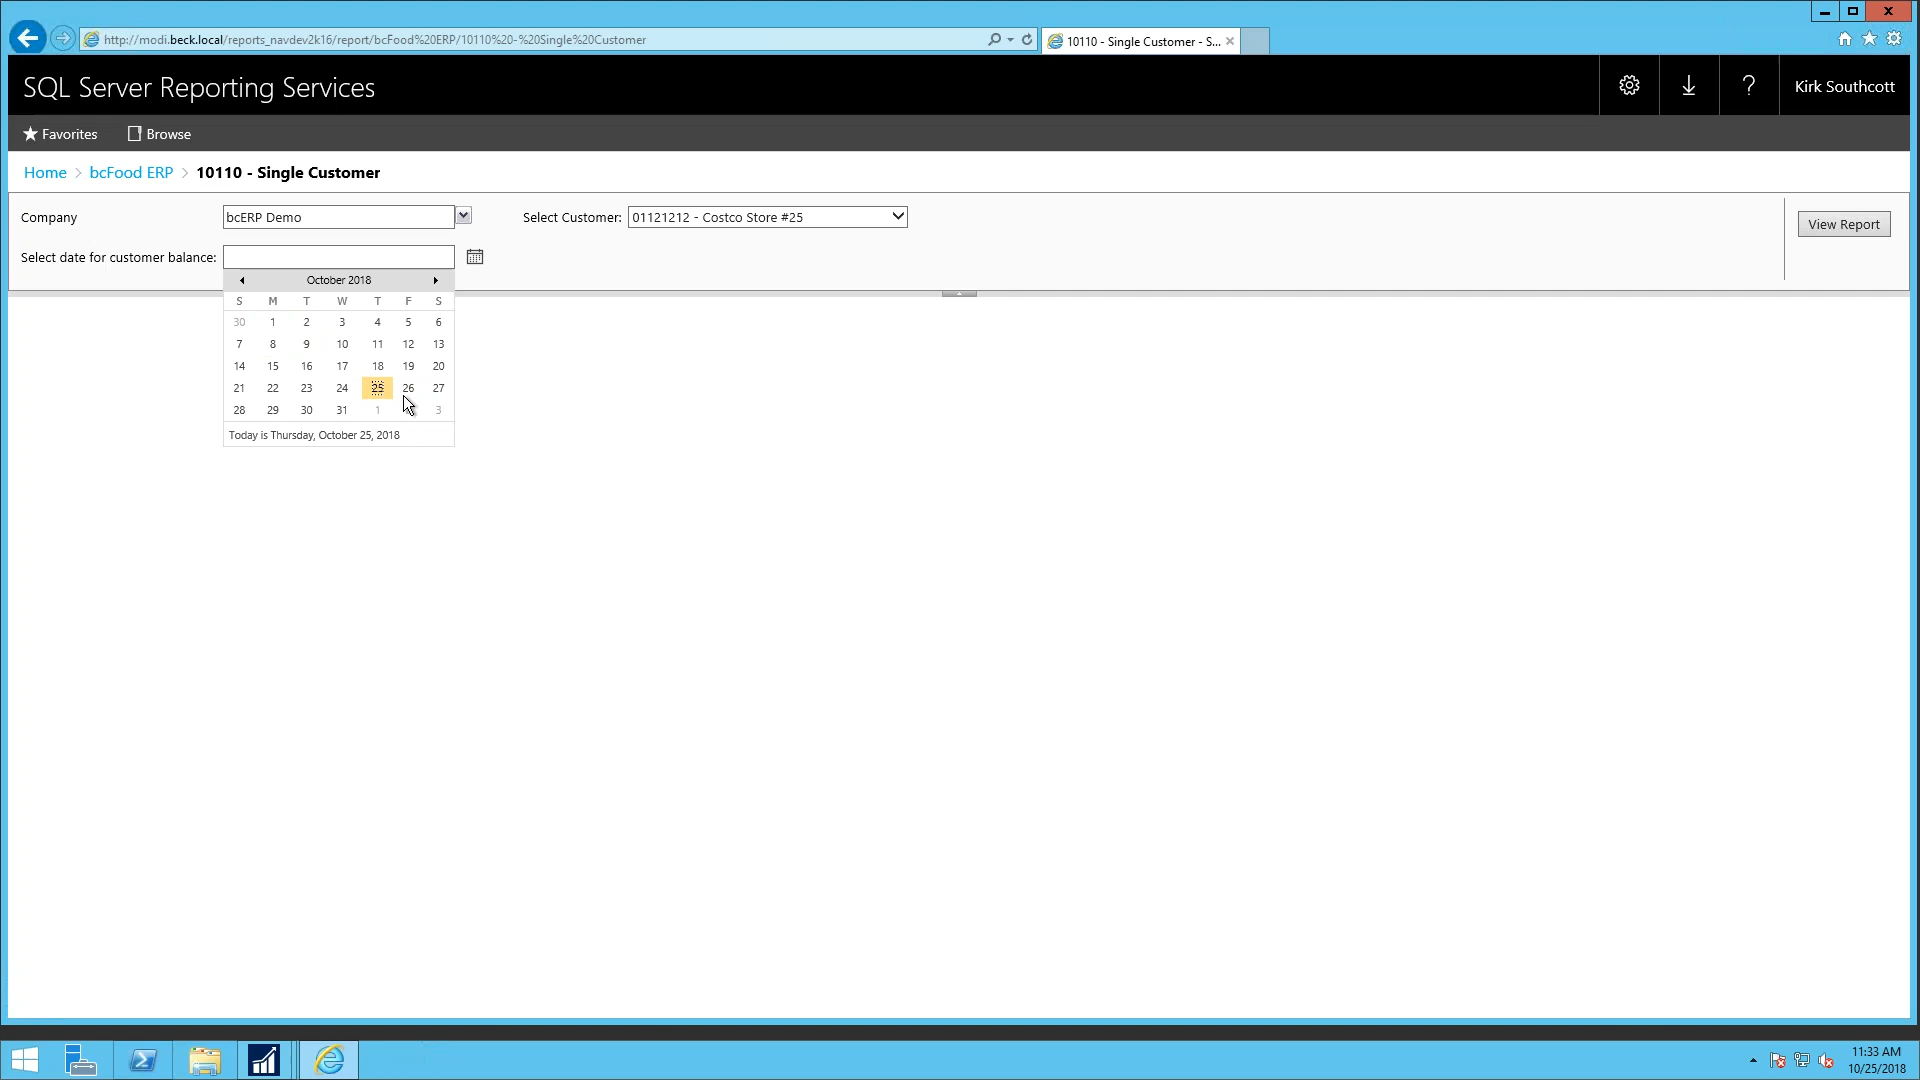 http://modi.beck.local/reports_navdev2k16/report/bcFood%20ERP/10110%20-%20Single%20Customer
10110 - Single Customer - S...
SQL Server Reporting Services
?
Kirk Southcott
Favorites Browse
Home > bcFood ERP > 10110 - Single Customer
Company bcERP Demo Select Customer: 01121212 - Costco Store #25
View Report
Select date for customer balance:
October 2018
S M T W T F S
30 1 2 3 4 5 6
7 8 9 10 11 12 13
14 15 16 17 18 19 20
21 22 23 24 25 26 27
28 29 30 31 1 3
Today is Thursday, October 25, 2018
11:33 AM
10/25/2018